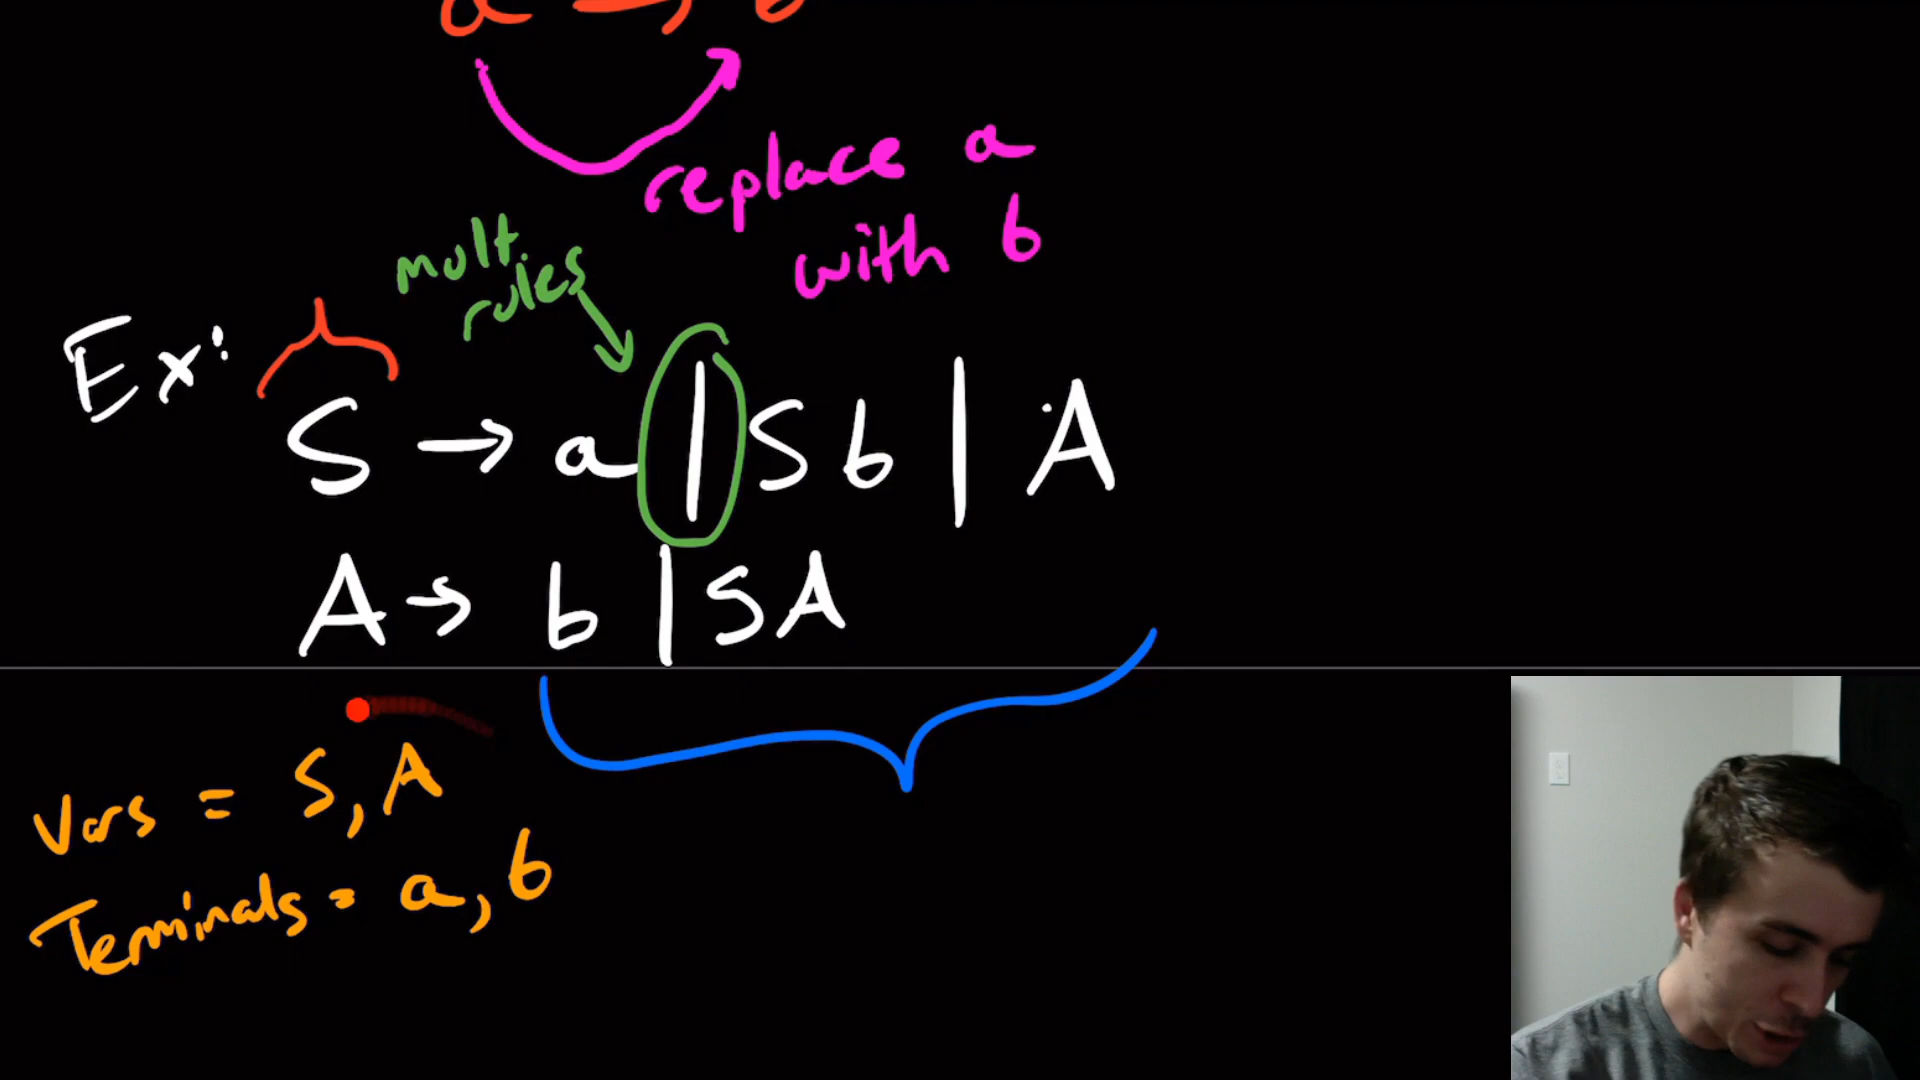 a → b
replace a
with b
mult.
rules
Ex:
S → a | Sb | A
A → b | SA
Vars = S, A
Terminals = a, b